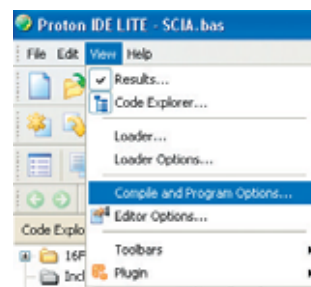 Proton IDE LITE - SCIA.bas
File Edit View Help
Results...
Code Explorer...
Loader...
Loader Options...
Compile and Program Options...
Editor Options...
Code Explo
Toolbars
16F
Plugin
Incl